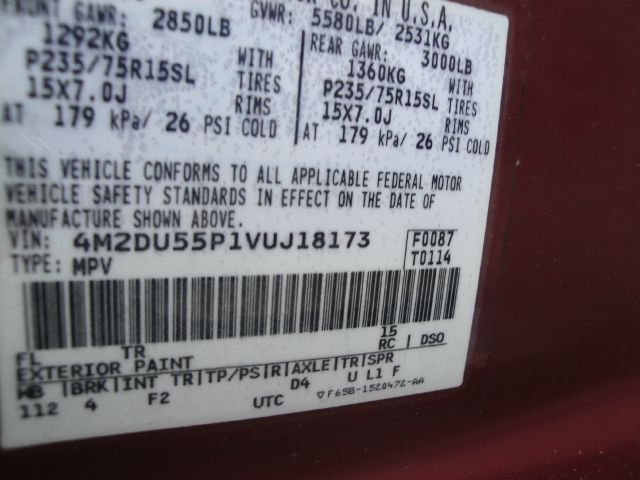 CO. IN U.S.A.
FRONT GAWR: 2850LB GVWR: 5580LB/ 2531KG
1292KG REAR GAWR: 3000LB
P235/75R15SL WITH 1360KG WITH
15X7.0J TIRES P235/75R15SL TIRES
RIMS 15X7.0J RIMS
AT 179 kPa/ 26 PSI COLD AT 179 kPa/ 26 PSI COLD
THIS VEHICLE CONFORMS TO ALL APPLICABLE FEDERAL MOTOR
VEHICLE SAFETY STANDARDS IN EFFECT ON THE DATE OF
MANUFACTURE SHOWN ABOVE.
VIN: 4M2DU55P1VUJ18173 F0087
TYPE: MPV T0114
15
FL TR RC DSO
EXTERIOR PAINT
WB BRK INT TR TP/PS R AXLE TR SPR
112 4 F2 UTC D4 U L1 F
▽F65B-1520472-AA